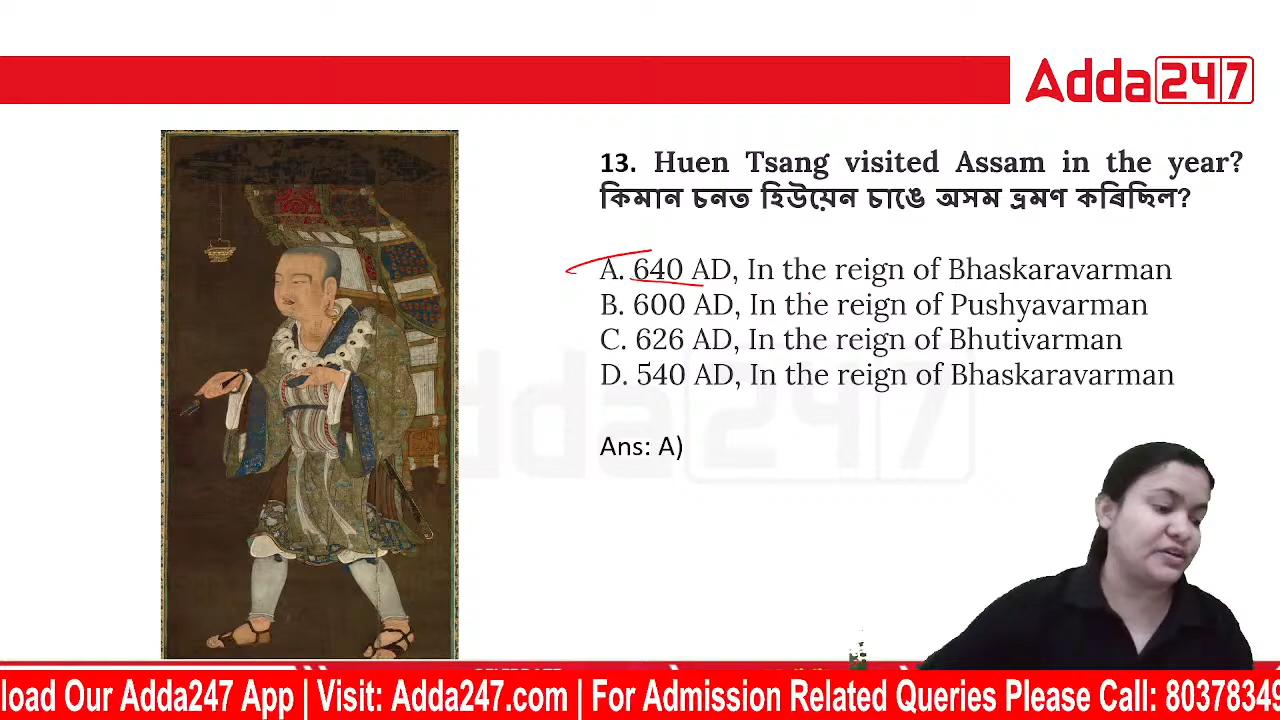 Adda247
13. Huen Tsang visited Assam in the year?
কিমান চনত হিউয়েন চাঙে অসম ভ্ৰমণ কৰিছিল?
A. 640 AD, In the reign of Bhaskaravarman
B. 600 AD, In the reign of Pushyavarman
C. 626 AD, In the reign of Bhutivarman
D. 540 AD, In the reign of Bhaskaravarman
Adda247
Ans: A)
load Our Adda247 App | Visit: Adda247.com | For Admission Related Queries Please Call: 80378349